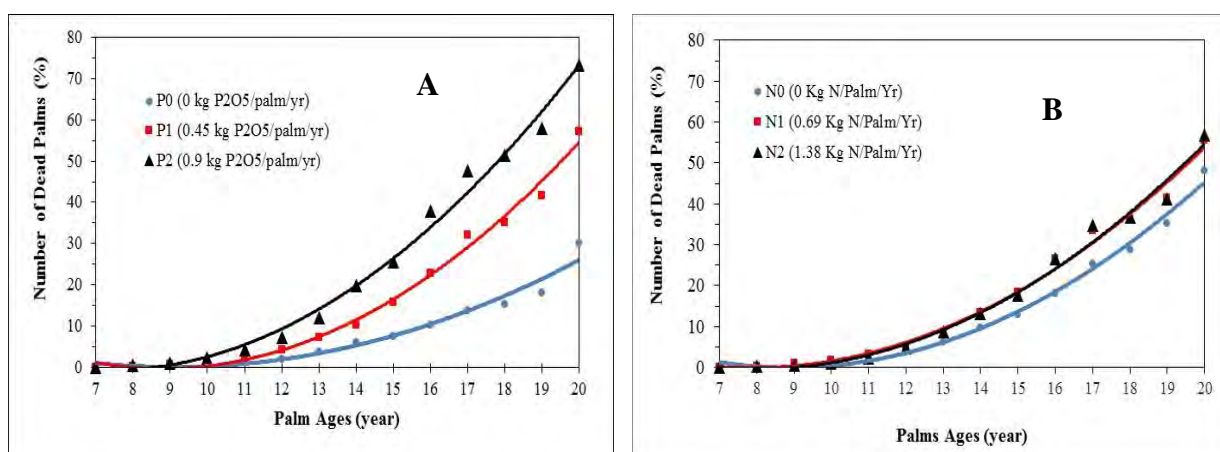 80
70
60
50
40
30
20
10
0
Number of Dead Palms (%)
A
P0 (0 kg P2O5/palm/yr)
P1 (0.45 kg P2O5/palm/yr)
P2 (0.9 kg P2O5/palm/yr)
7 8 9 10 11 12 13 14 15 16 17 18 19 20
Palm Ages (year)
80
70
60
50
40
30
20
10
0
Number of Dead Palms (%)
B
N0 (0 Kg N/Palm/Yr)
N1 (0.69 Kg N/Palm/Yr)
N2 (1.38 Kg N/Palm/Yr)
7 8 9 10 11 12 13 14 15 16 17 18 19 20
Palms Ages (year)